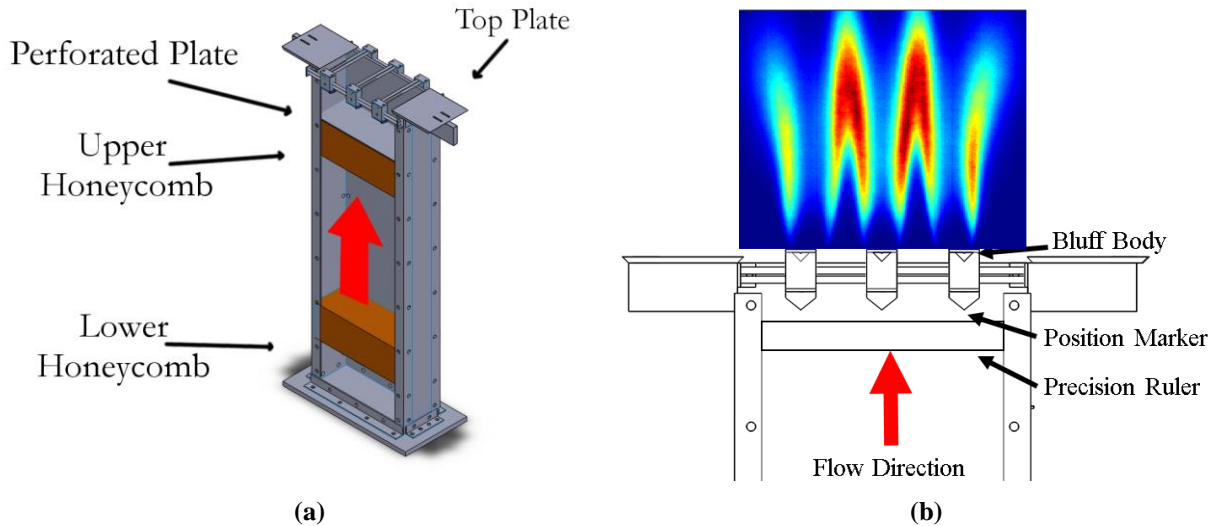 Top Plate
Perforated Plate
Upper
Honeycomb
Lower
Honeycomb
(a)
Bluff Body
Position Marker
Precision Ruler
Flow Direction
(b)